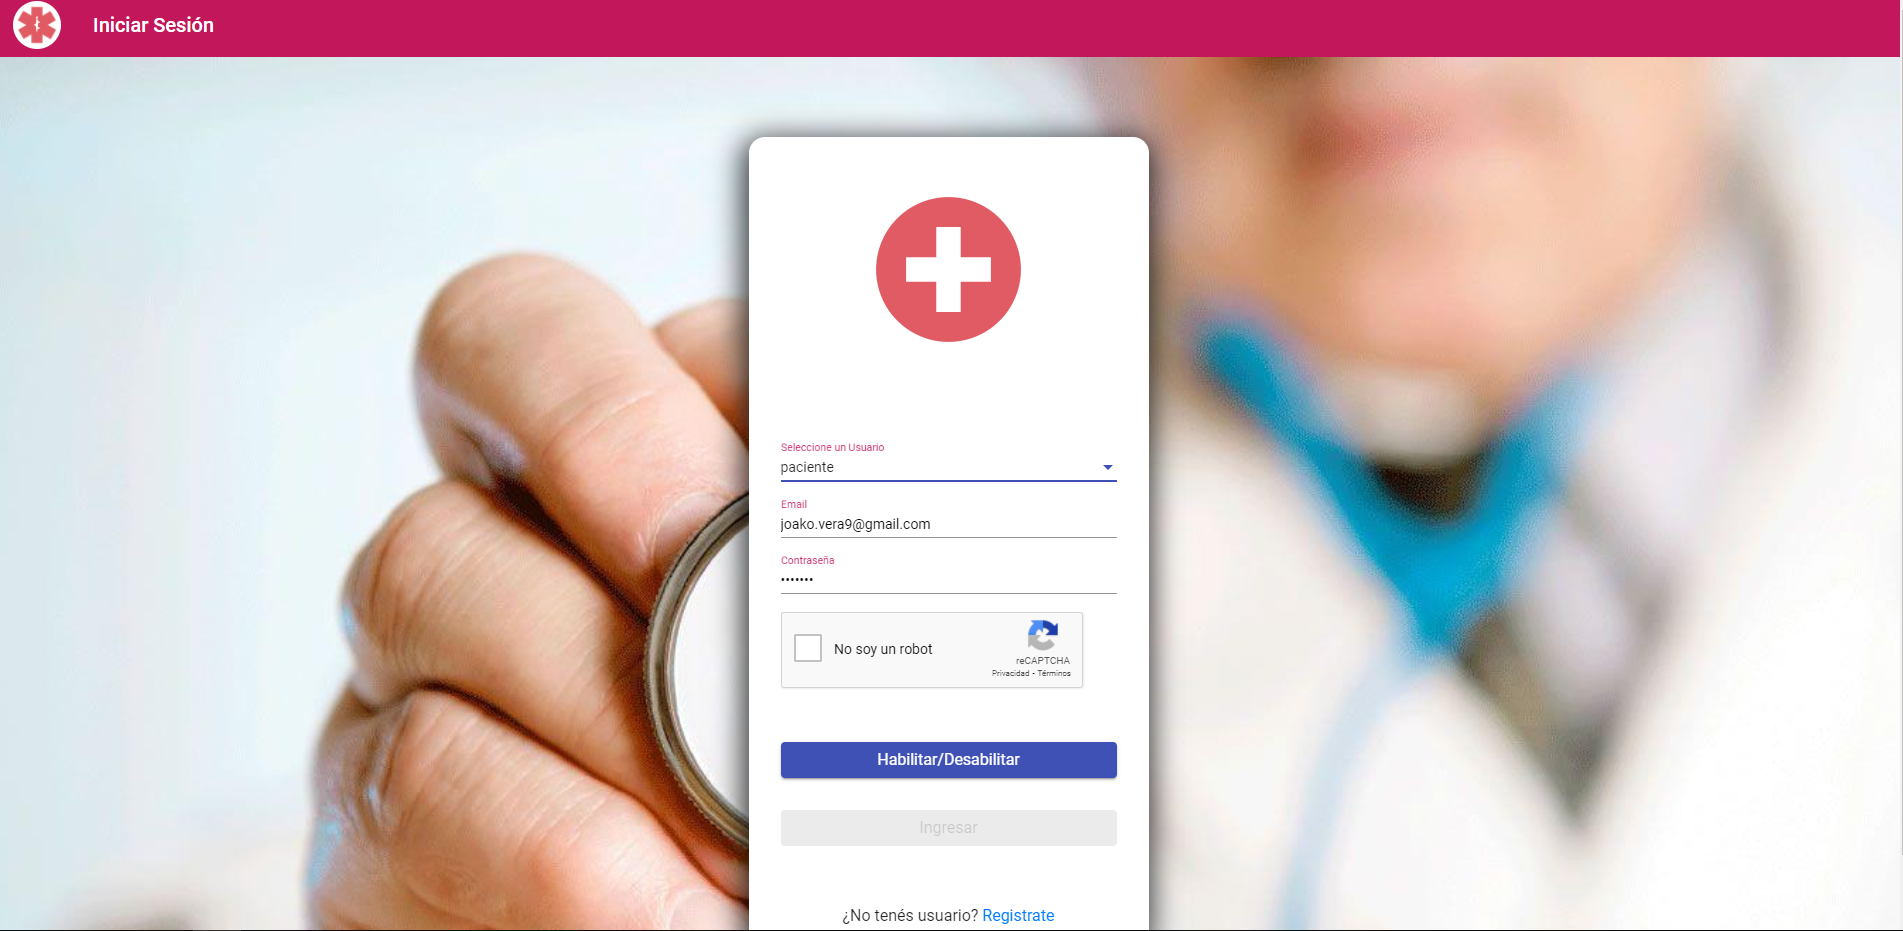 Iniciar Sesión
Seleccione un Usuario
paciente
Email
joako.vera9@gmail.com
Contraseña
•••••••
No soy un robot
reCAPTCHA
Privacidad - Términos
Habilitar/Desabilitar
Ingresar
¿No tenés usuario? Registrate